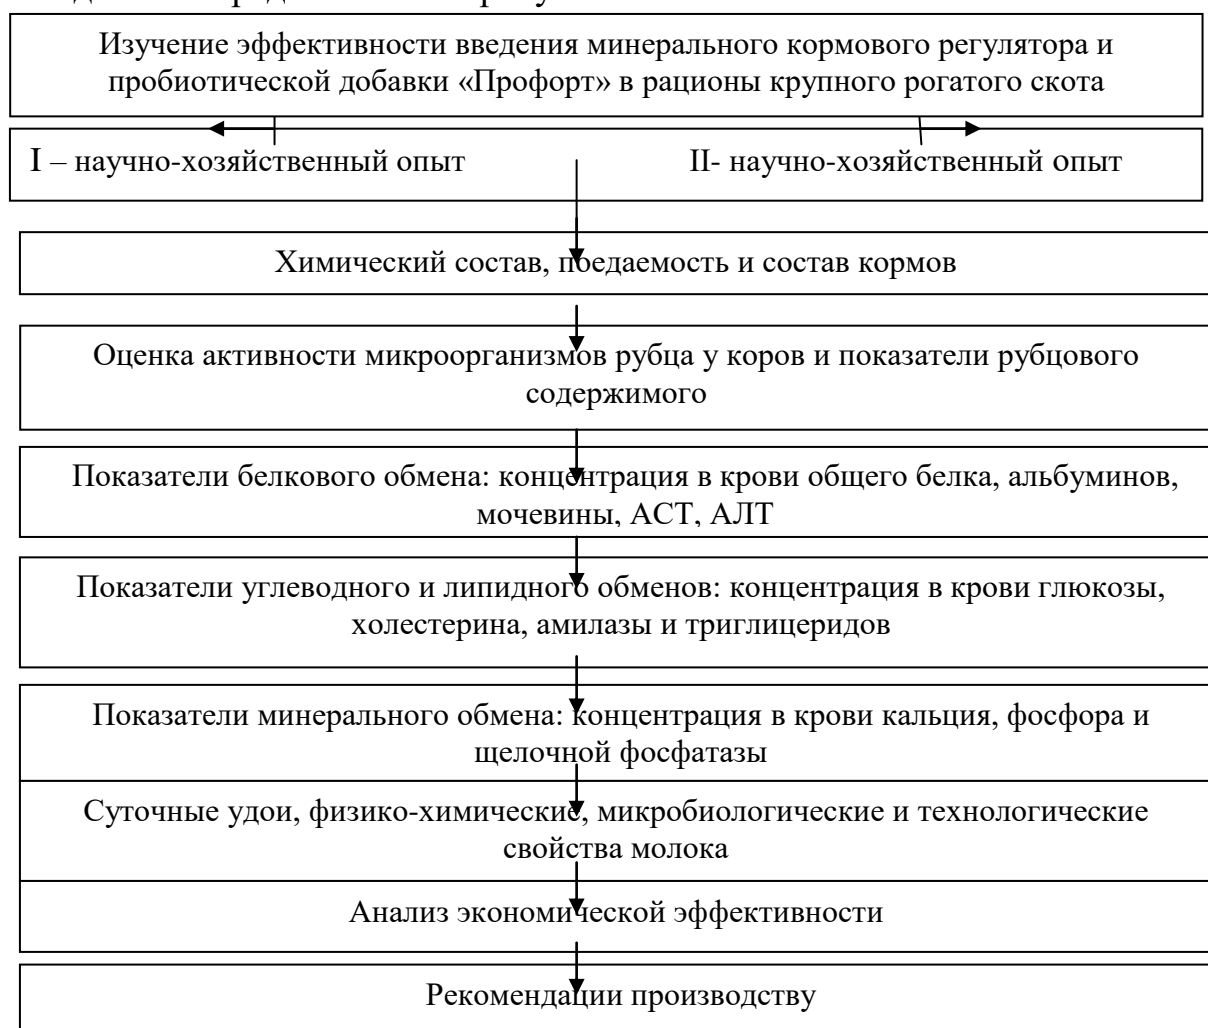 Изучение эффективности введения минерального кормового регулятора и
пробиотической добавки «Профорт» в рационы крупного рогатого скота
I – научно-хозяйственный опыт II- научно-хозяйственный опыт
Химический состав, поедаемость и состав кормов
Оценка активности микроорганизмов рубца у коров и показатели рубцового
содержимого
Показатели белкового обмена: концентрация в крови общего белка, альбуминов,
мочевины, АСТ, АЛТ
Показатели углеводного и липидного обменов: концентрация в крови глюкозы,
холестерина, амилазы и триглицеридов
Показатели минерального обмена: концентрация в крови кальция, фосфора и
щелочной фосфатазы
Суточные удои, физико-химические, микробиологические и технологические
свойства молока
Анализ экономической эффективности
Рекомендации производству